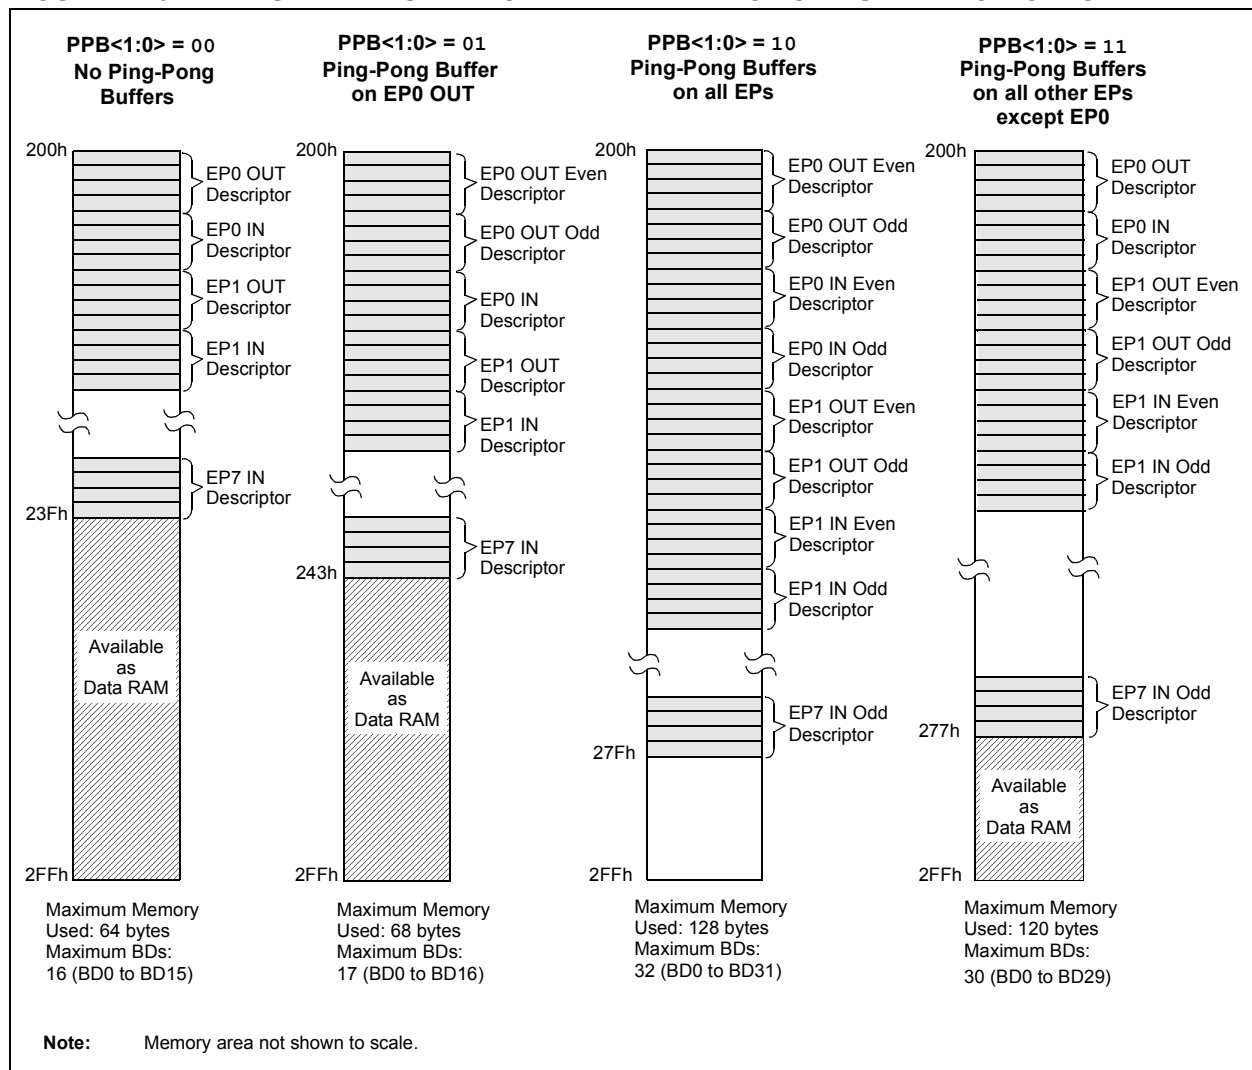 PPB<1:0> = 00
No Ping-Pong
Buffers
200h
EP0 OUT
Descriptor
EP0 IN
Descriptor
EP1 OUT
Descriptor
EP1 IN
Descriptor
EP7 IN
Descriptor
23Fh
Available
as
Data RAM
2FFh
Maximum Memory
Used: 64 bytes
Maximum BDs:
16 (BD0 to BD15)
PPB<1:0> = 01
Ping-Pong Buffer
on EP0 OUT
200h
EP0 OUT Even
Descriptor
EP0 OUT Odd
Descriptor
EP0 IN
Descriptor
EP1 OUT
Descriptor
EP1 IN
Descriptor
EP7 IN
Descriptor
243h
Available
as
Data RAM
2FFh
Maximum Memory
Used: 68 bytes
Maximum BDs:
17 (BD0 to BD16)
PPB<1:0> = 10
Ping-Pong Buffers
on all EPs
200h
EP0 OUT Even
Descriptor
EP0 OUT Odd
Descriptor
EP0 IN Even
Descriptor
EP0 IN Odd
Descriptor
EP1 OUT Even
Descriptor
EP1 OUT Odd
Descriptor
EP1 IN Even
Descriptor
EP1 IN Odd
Descriptor
EP7 IN Odd
Descriptor
27Fh
2FFh
Maximum Memory
Used: 128 bytes
Maximum BDs:
32 (BD0 to BD31)
PPB<1:0> = 11
Ping-Pong Buffers
on all other EPs
except EP0
200h
EP0 OUT
Descriptor
EP0 IN
Descriptor
EP1 OUT Even
Descriptor
EP1 OUT Odd
Descriptor
EP1 IN Even
Descriptor
EP1 IN Odd
Descriptor
EP7 IN Odd
Descriptor
277h
Available
as
Data RAM
2FFh
Maximum Memory
Used: 120 bytes
Maximum BDs:
30 (BD0 to BD29)
Note: Memory area not shown to scale.